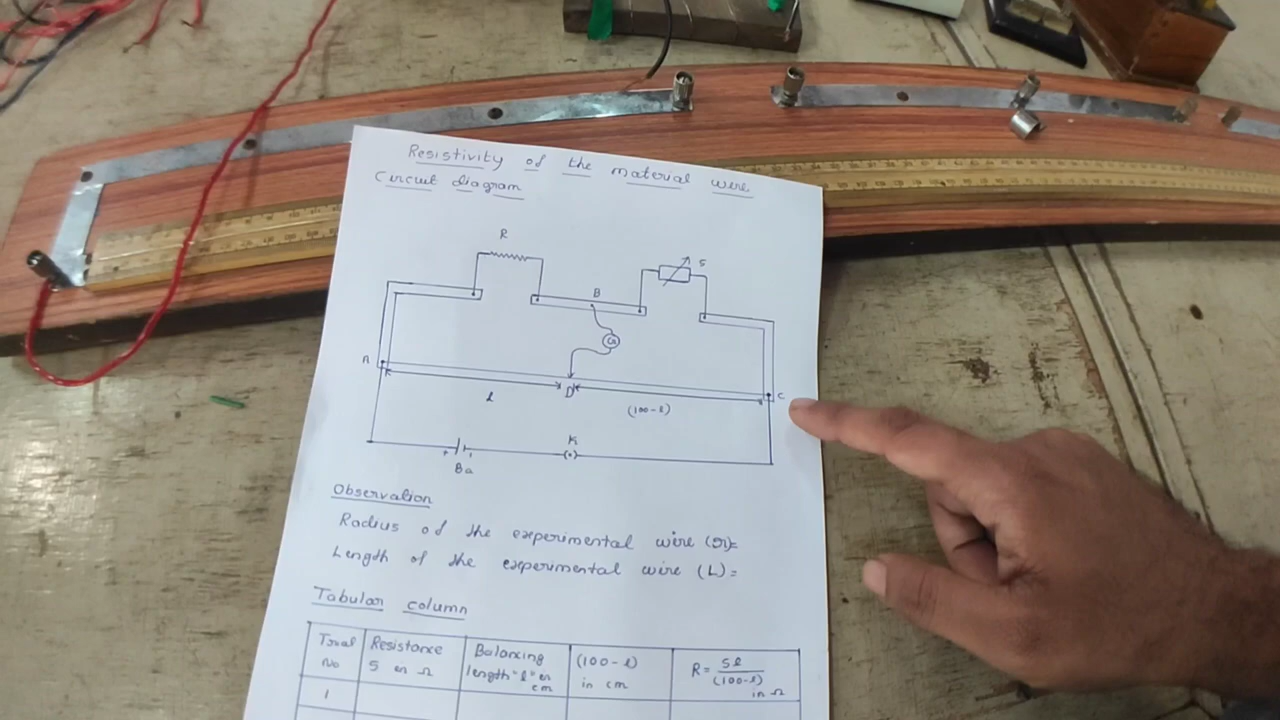 Resistivity of the material wire
Circuit diagram
R
S
B
G
A
D
C
l
(100-l)
K
+ -
Ba
Observation
Radius of the experimental wire (r)=
Length of the experimental wire (L) =
Tabular column
Trial No
Resistance S in Ω
Balancing length "l" in cm
(100-l) in cm
R = Sl/(100-l) in Ω
1